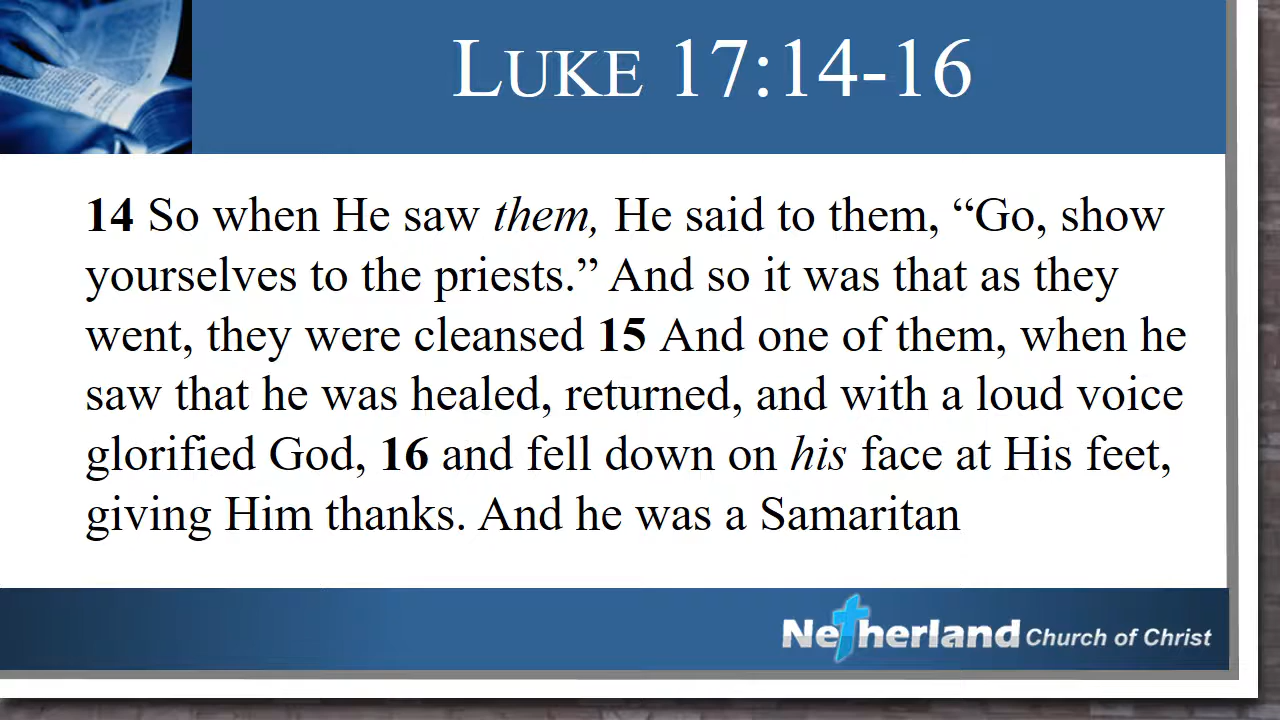 LUKE 17:14-16
14 So when He saw them, He said to them, “Go, show
yourselves to the priests.” And so it was that as they
went, they were cleansed 15 And one of them, when he
saw that he was healed, returned, and with a loud voice
glorified God, 16 and fell down on his face at His feet,
giving Him thanks. And he was a Samaritan
Netherland Church of Christ